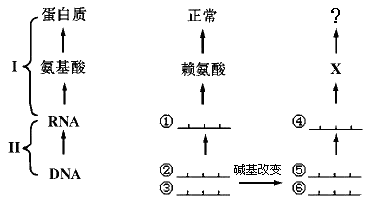 蛋白质 正常 ?
I 氨基酸 赖氨酸 X
RNA ① ④
II
DNA ② 碱基改变 ⑤
③ ⑥